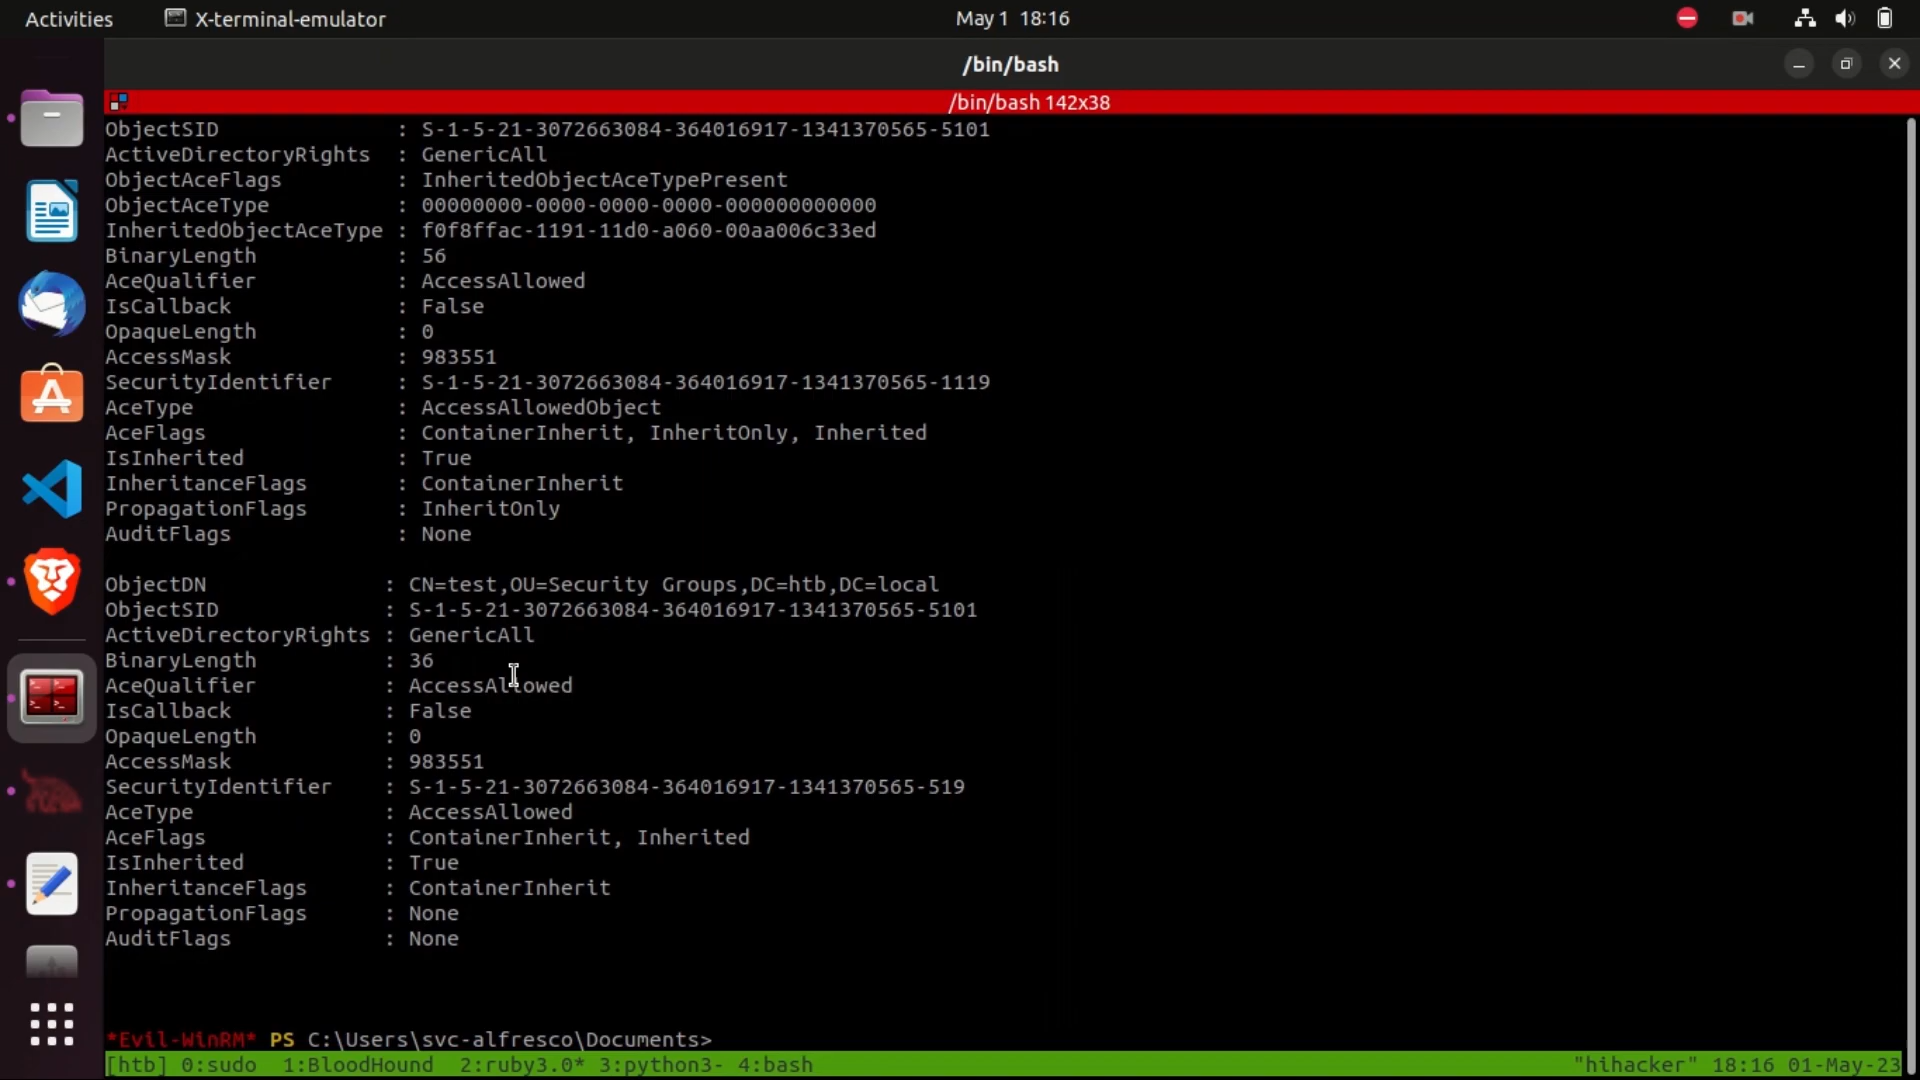 Activities X-terminal-emulator May 1 18:16
/bin/bash
/bin/bash 142x38
ObjectSID : S-1-5-21-3072663084-364016917-1341370565-5101
ActiveDirectoryRights : GenericAll
ObjectAceFlags : InheritedObjectAceTypePresent
ObjectAceType : 00000000-0000-0000-0000-000000000000
InheritedObjectAceType : f0f8ffac-1191-11d0-a060-00aa006c33ed
BinaryLength : 56
AceQualifier : AccessAllowed
IsCallback : False
OpaqueLength : 0
AccessMask : 983551
SecurityIdentifier : S-1-5-21-3072663084-364016917-1341370565-1119
AceType : AccessAllowedObject
AceFlags : ContainerInherit, InheritOnly, Inherited
IsInherited : True
InheritanceFlags : ContainerInherit
PropagationFlags : InheritOnly
AuditFlags : None
ObjectDN : CN=test,OU=Security Groups,DC=htb,DC=local
ObjectSID : S-1-5-21-3072663084-364016917-1341370565-5101
ActiveDirectoryRights : GenericAll
BinaryLength : 36
AceQualifier : AccessAllowed
IsCallback : False
OpaqueLength : 0
AccessMask : 983551
SecurityIdentifier : S-1-5-21-3072663084-364016917-1341370565-519
AceType : AccessAllowed
AceFlags : ContainerInherit, Inherited
IsInherited : True
InheritanceFlags : ContainerInherit
PropagationFlags : None
AuditFlags : None
*Evil-WinRM* PS C:\Users\svc-alfresco\Documents>
[htb] 0:sudo 1:BloodHound 2:ruby3.0* 3:python3- 4:bash "hihacker" 18:16 01-May-23